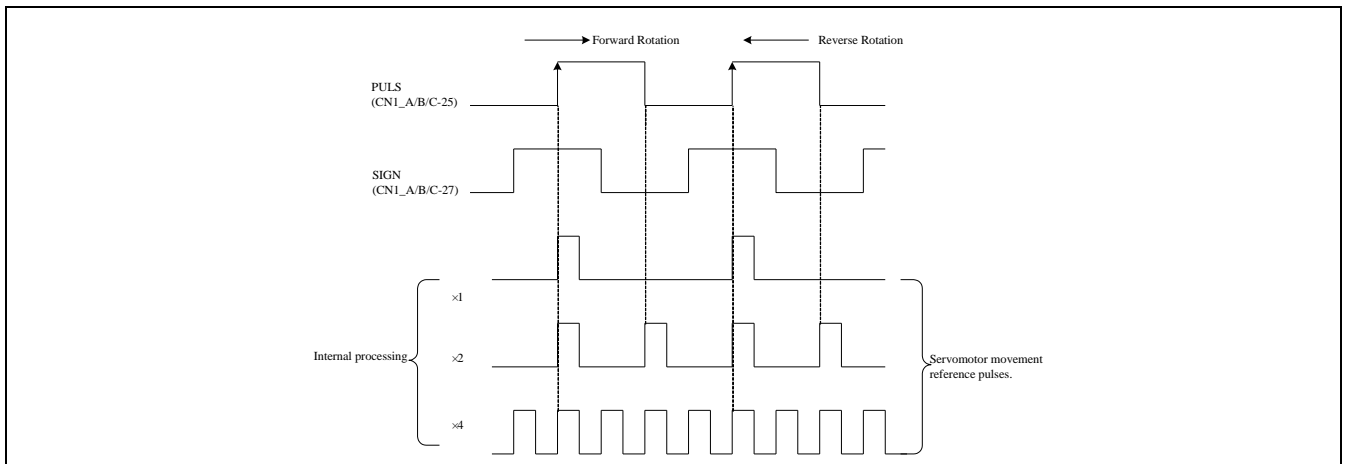 Forward Rotation
Reverse Rotation
PULS
(CN1_A/B/C-25)
SIGN
(CN1_A/B/C-27)
×1
Internal processing
×2
Servomotor movement
reference pulses.
×4